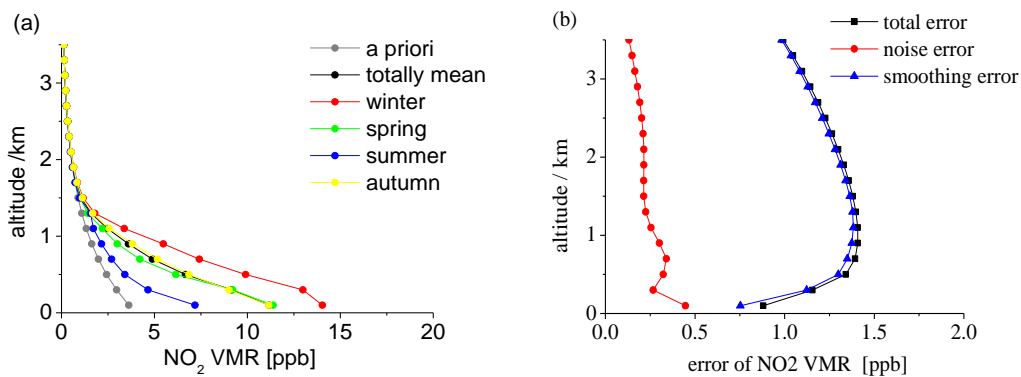 (a)
a priori
totally mean
winter
spring
summer
autumn
altitude /km
3
2
1
0
0 5 10 15 20
NO2 VMR [ppb]
(b)
total error
noise error
smoothing error
altitude / km
3
2
1
0
0.0 0.5 1.0 1.5 2.0
error of NO2 VMR [ppb]